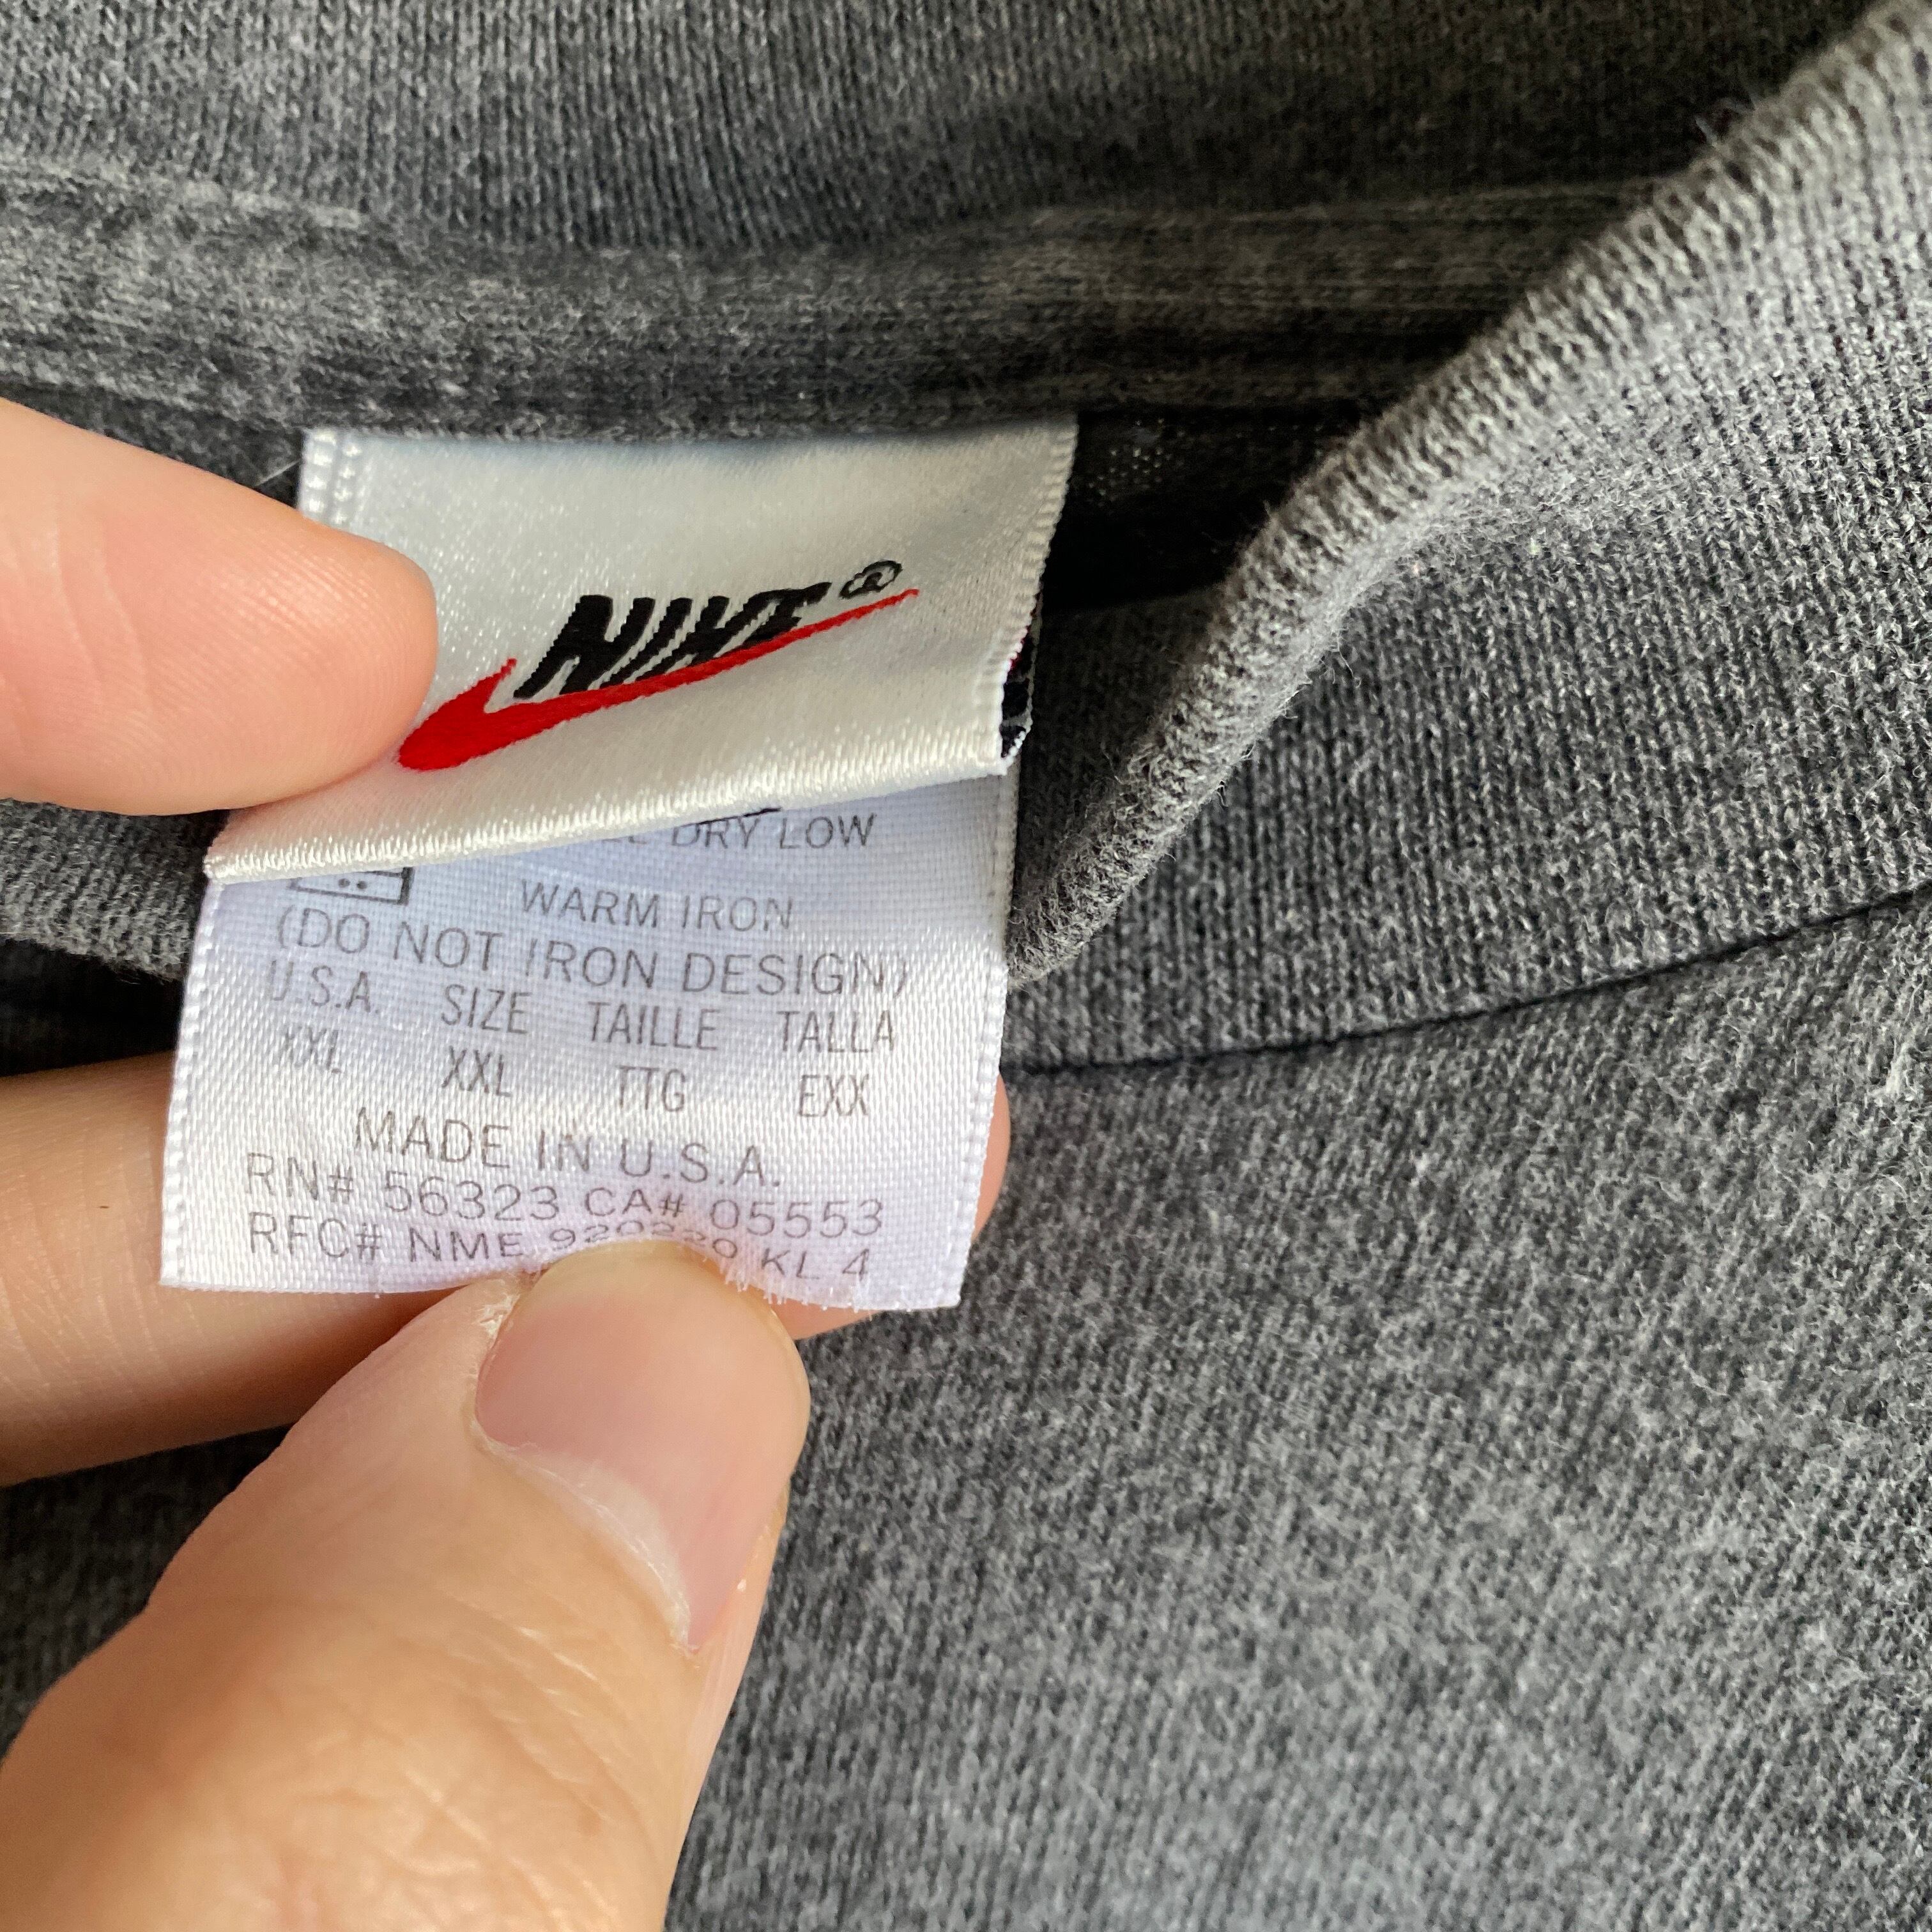 NIKE®
DRY LOW
WARM IRON
(DO NOT IRON DESIGN)
U.S.A. SIZE TAILLE TALLA
XXL XXL TTG EXX
MADE IN U.S.A.
RN# 56323 CA# 05553
RFC# NME KL 4